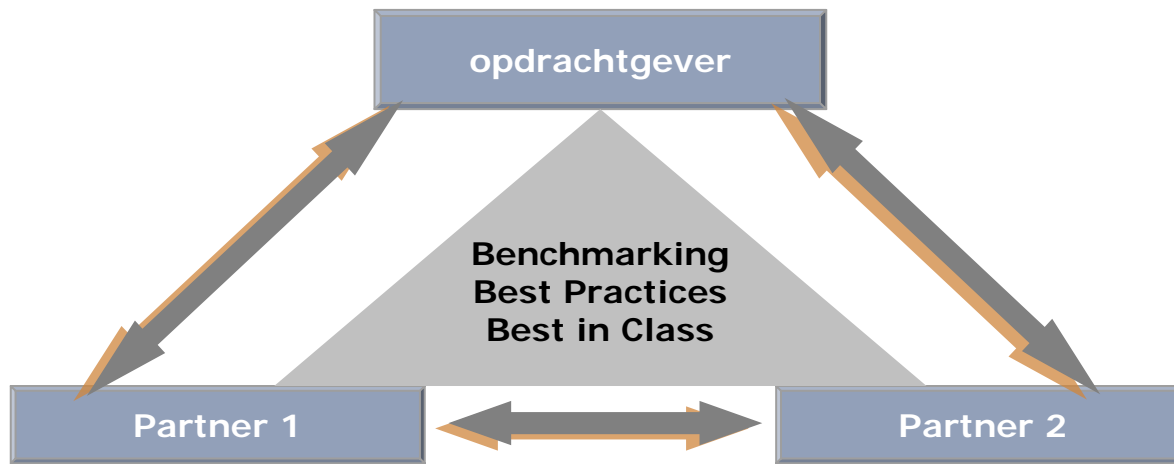 opdrachtgever
Benchmarking
Best Practices
Best in Class
Partner 1
Partner 2